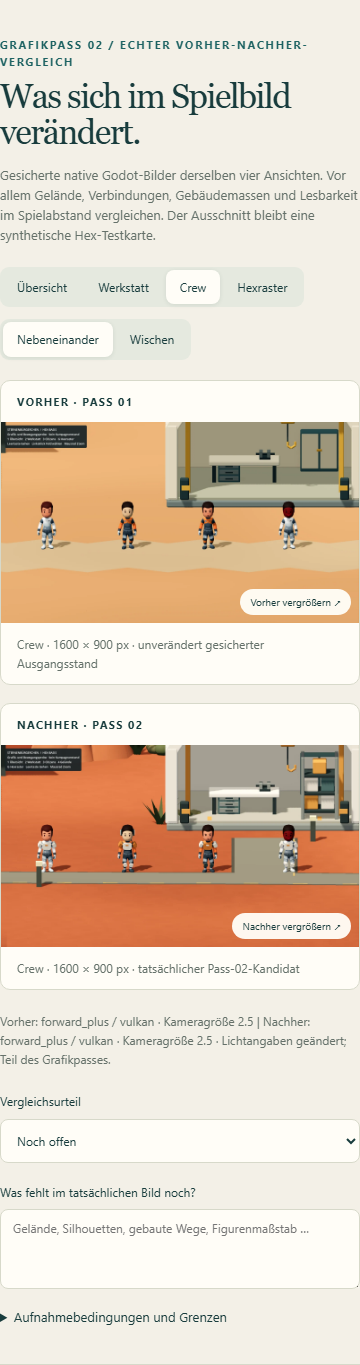 GRAFIKPASS 02 / ECHTER VORHER-NACHHER-
VERGLEICH
Was sich im Spielbild
verändert.
Gesicherte native Godot-Bilder derselben vier Ansichten. Vor
allem Gelände, Verbindungen, Gebäudemassen und Lesbarkeit
im Spielabstand vergleichen. Der Ausschnitt bleibt eine
synthetische Hex-Testkarte.
Übersicht Werkstatt Crew Hexraster
Nebeneinander Wischen
VORHER · PASS 01
Vorher vergrößern ↗
Crew · 1600 × 900 px · unverändert gesicherter
Ausgangsstand
NACHHER · PASS 02
Nachher vergrößern ↗
Crew · 1600 × 900 px · tatsächlicher Pass-02-Kandidat
Vorher: forward_plus / vulkan · Kameragröße 2.5 | Nachher:
forward_plus / vulkan · Kameragröße 2.5 · Lichtangaben geändert;
Teil des Grafikpasses.
Vergleichsurteil
Noch offen
Was fehlt im tatsächlichen Bild noch?
Gelände, Silhouetten, gebaute Wege, Figurenmaßstab ...
Aufnahmebedingungen und Grenzen